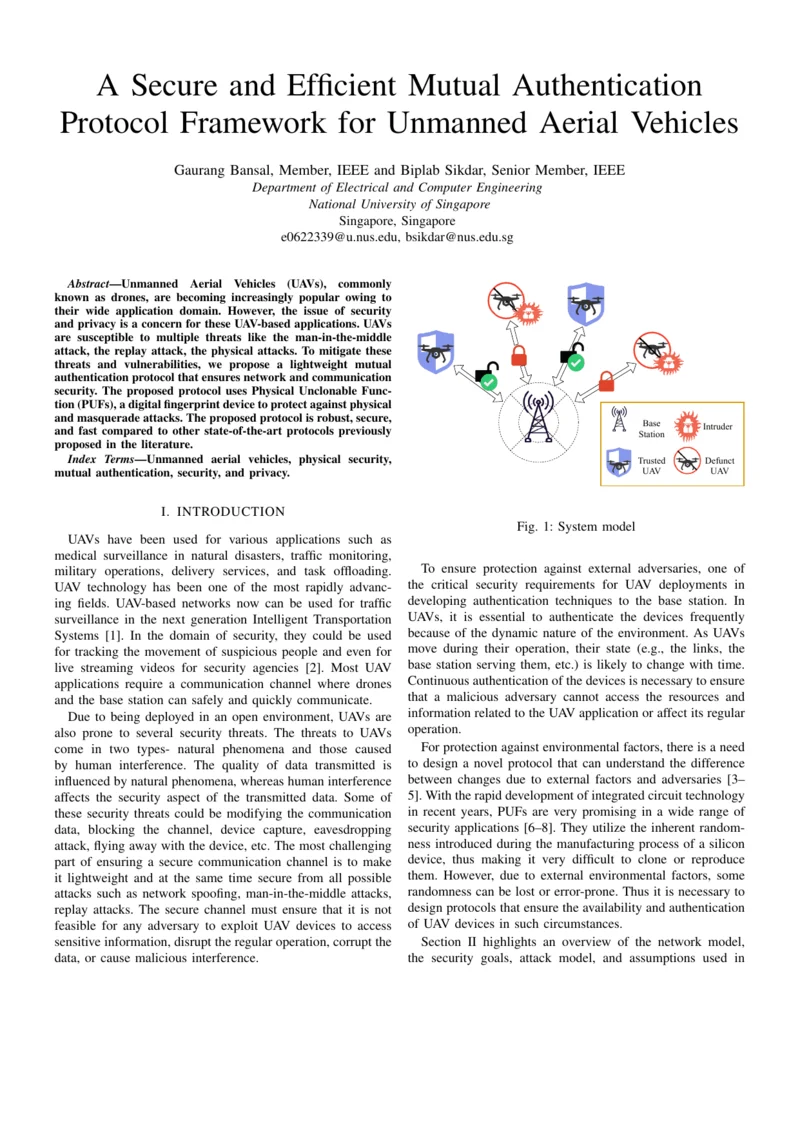 A Secure and Efficient Mutual Authentication
Protocol Framework for Unmanned Aerial Vehicles
Gaurang Bansal, Member, IEEE and Biplab Sikdar, Senior Member, IEEE
Department of Electrical and Computer Engineering
National University of Singapore
Singapore, Singapore
e0622339@u.nus.edu, bsikdar@nus.edu.sg
Abstract—Unmanned Aerial Vehicles (UAVs), commonly
known as drones, are becoming increasingly popular owing to
their wide application domain. However, the issue of security
and privacy is a concern for these UAV-based applications. UAVs
are susceptible to multiple threats like the man-in-the-middle
attack, the replay attack, the physical attacks. To mitigate these
threats and vulnerabilities, we propose a lightweight mutual
authentication protocol that ensures network and communication
security. The proposed protocol uses Physical Unclonable Func-
tion (PUFs), a digital fingerprint device to protect against physical
and masquerade attacks. The proposed protocol is robust, secure,
and fast compared to other state-of-the-art protocols previously
proposed in the literature.
Index Terms—Unmanned aerial vehicles, physical security,
mutual authentication, security, and privacy.
I. INTRODUCTION
UAVs have been used for various applications such as
medical surveillance in natural disasters, traffic monitoring,
military operations, delivery services, and task offloading.
UAV technology has been one of the most rapidly advanc-
ing fields. UAV-based networks now can be used for traffic
surveillance in the next generation Intelligent Transportation
Systems [1]. In the domain of security, they could be used
for tracking the movement of suspicious people and even for
live streaming videos for security agencies [2]. Most UAV
applications require a communication channel where drones
and the base station can safely and quickly communicate.
Due to being deployed in an open environment, UAVs are
also prone to several security threats. The threats to UAVs
come in two types- natural phenomena and those caused
by human interference. The quality of data transmitted is
influenced by natural phenomena, whereas human interference
affects the security aspect of the transmitted data. Some of
these security threats could be modifying the communication
data, blocking the channel, device capture, eavesdropping
attack, flying away with the device, etc. The most challenging
part of ensuring a secure communication channel is to make
it lightweight and at the same time secure from all possible
attacks such as network spoofing, man-in-the-middle attacks,
replay attacks. The secure channel must ensure that it is not
feasible for any adversary to exploit UAV devices to access
sensitive information, disrupt the regular operation, corrupt the
data, or cause malicious interference.
Base
Station
Intruder
Trusted
UAV
Defunct
UAV
Fig. 1: System model
To ensure protection against external adversaries, one of
the critical security requirements for UAV deployments in
developing authentication techniques to the base station. In
UAVs, it is essential to authenticate the devices frequently
because of the dynamic nature of the environment. As UAVs
move during their operation, their state (e.g., the links, the
base station serving them, etc.) is likely to change with time.
Continuous authentication of the devices is necessary to ensure
that a malicious adversary cannot access the resources and
information related to the UAV application or affect its regular
operation.
For protection against environmental factors, there is a need
to design a novel protocol that can understand the difference
between changes due to external factors and adversaries [3–
5]. With the rapid development of integrated circuit technology
in recent years, PUFs are very promising in a wide range of
security applications [6–8]. They utilize the inherent random-
ness introduced during the manufacturing process of a silicon
device, thus making it very difficult to clone or reproduce
them. However, due to external environmental factors, some
randomness can be lost or error-prone. Thus it is necessary to
design protocols that ensure the availability and authentication
of UAV devices in such circumstances.
Section II highlights an overview of the network model,
the security goals, attack model, and assumptions used in